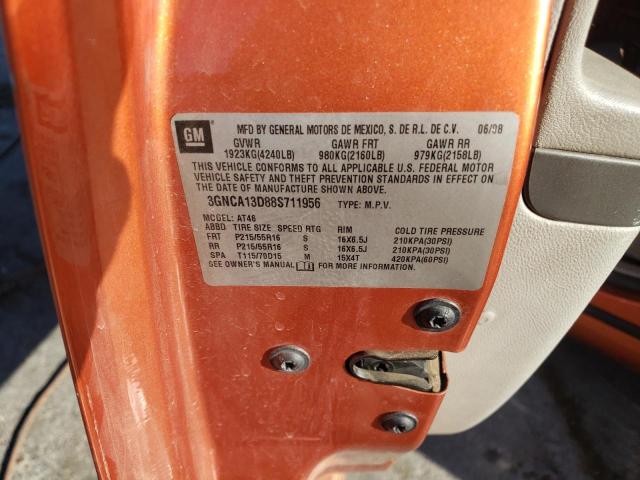 GM MFD BY GENERAL MOTORS DE MEXICO, S. DE R.L. DE C.V. 06/08
GVWR GAWR FRT GAWR RR
1923KG(4240LB) 980KG(2160LB) 979KG(2158LB)
THIS VEHICLE CONFORMS TO ALL APPLICABLE U.S. FEDERAL MOTOR
VEHICLE SAFETY AND THEFT PREVENTION STANDARDS IN EFFECT ON
THE DATE OF MANUFACTURE SHOWN ABOVE.
3GNCA13D88S711956 TYPE: M.P.V.
MODEL: AT46
ABBD TIRE SIZE SPEED RTG RIM COLD TIRE PRESSURE
FRT P215/55R16 S 16X6.5J 210KPA(30PSI)
RR P215/55R16 S 16X6.5J 210KPA(30PSI)
SPA T115/70D15 M 15X4T 420KPA(60PSI)
SEE OWNER'S MANUAL FOR MORE INFORMATION